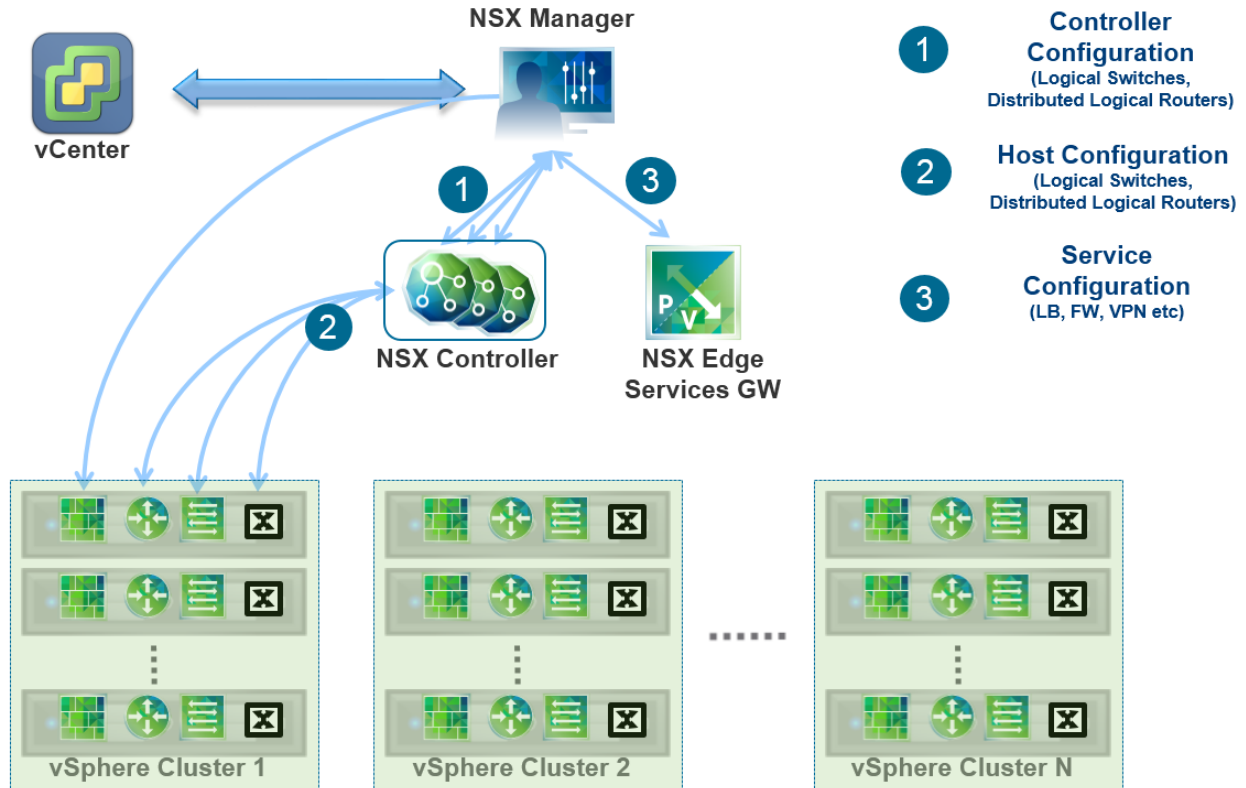 NSX Manager
vCenter
1
3
2
NSX Controller
NSX Edge
Services GW
P
V
1
Controller
Configuration
(Logical Switches,
Distributed Logical Routers)
2
Host Configuration
(Logical Switches,
Distributed Logical Routers)
3
Service
Configuration
(LB, FW, VPN etc)
X
X
X
X
X
X
X
X
X
vSphere Cluster 1
vSphere Cluster 2
vSphere Cluster N